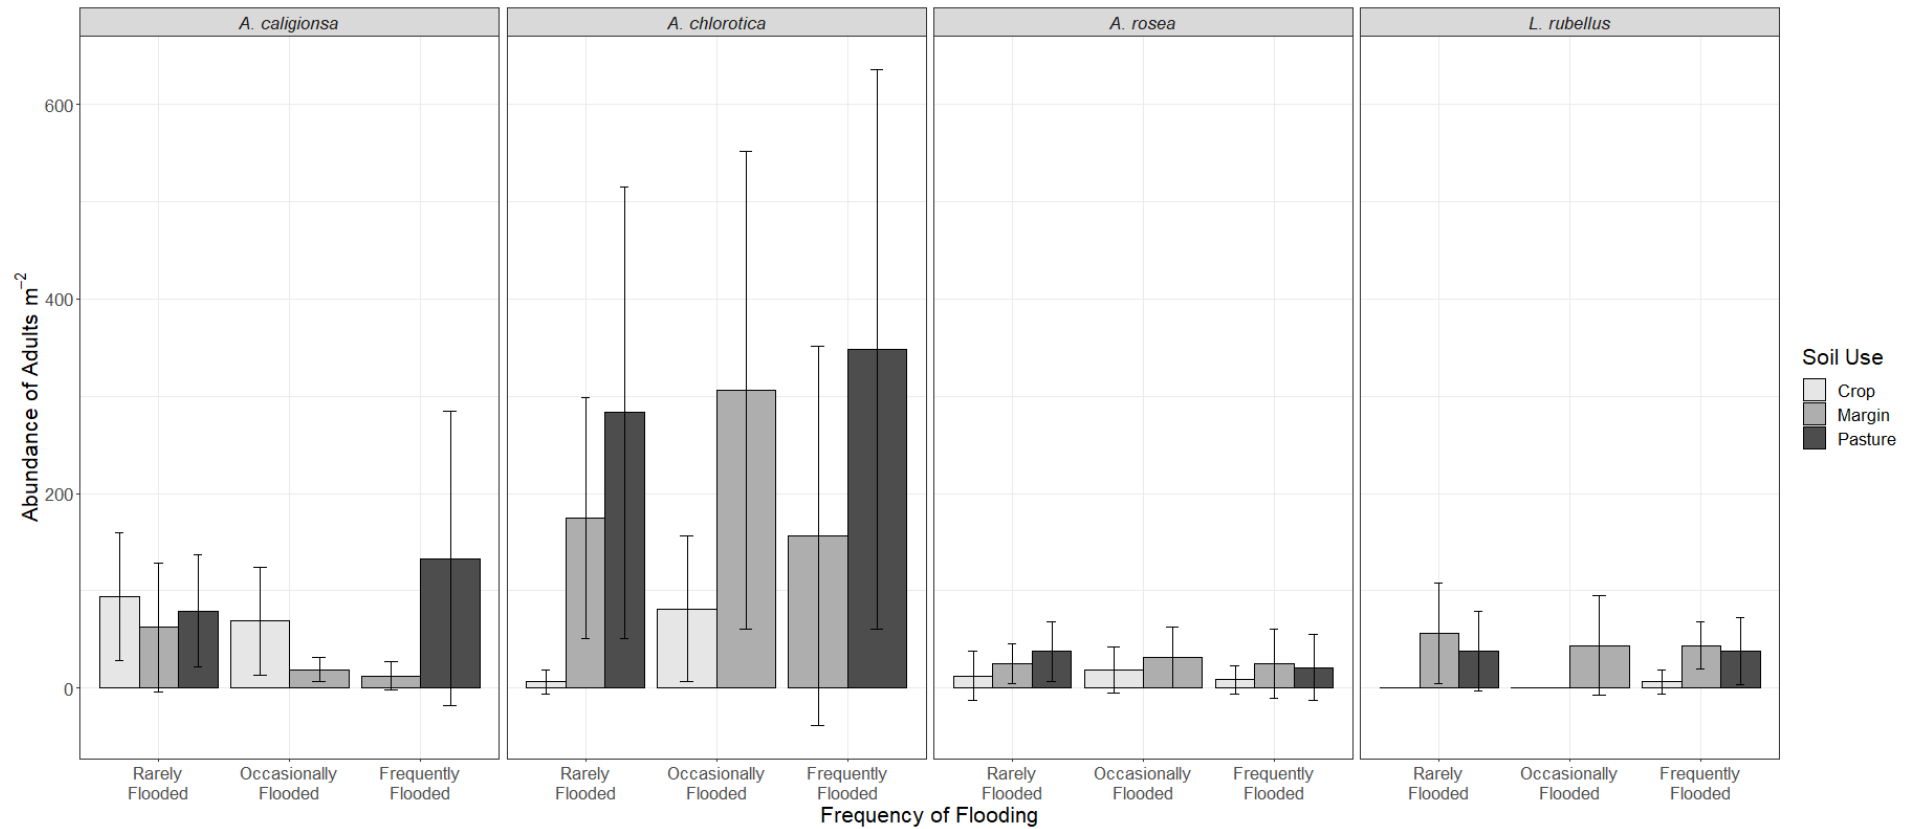 A. caligionsa
A. chlorotica
A. rosea
L. rubellus
Abundance of Adults m⁻²
600
400
200
0
Rarely
Flooded
Occasionally
Flooded
Frequently
Flooded
Rarely
Flooded
Occasionally
Flooded
Frequently
Flooded
Rarely
Flooded
Occasionally
Flooded
Frequently
Flooded
Rarely
Flooded
Occasionally
Flooded
Frequently
Flooded
Frequency of Flooding
Soil Use
Crop
Margin
Pasture